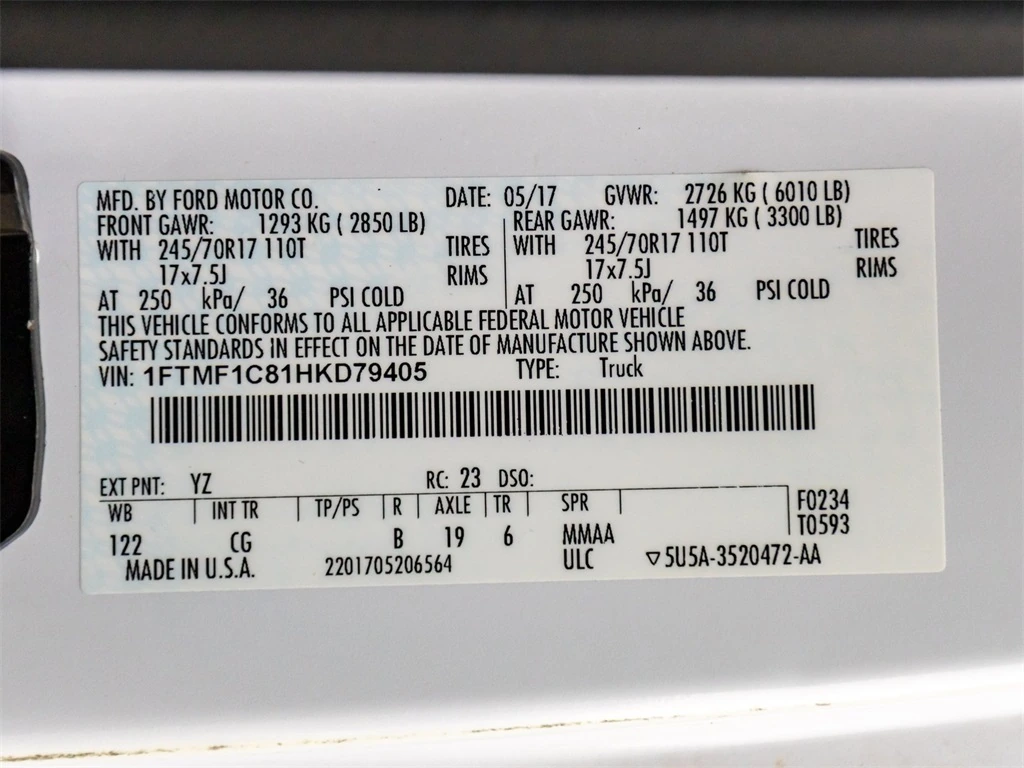 MFD. BY FORD MOTOR CO. DATE: 05/17 GVWR: 2726 KG ( 6010 LB)
FRONT GAWR: 1293 KG ( 2850 LB) REAR GAWR: 1497 KG ( 3300 LB)
WITH 245/70R17 110T TIRES WITH 245/70R17 110T TIRES
17x7.5J RIMS 17x7.5J RIMS
AT 250 kPa/ 36 PSI COLD AT 250 kPa/ 36 PSI COLD
THIS VEHICLE CONFORMS TO ALL APPLICABLE FEDERAL MOTOR VEHICLE
SAFETY STANDARDS IN EFFECT ON THE DATE OF MANUFACTURE SHOWN ABOVE.
VIN: 1FTMF1C81HKD79405 TYPE: Truck
EXT PNT: YZ RC: 23 DSO:
WB INT TR TP/PS R AXLE TR SPR F0234
T0593
122 CG B 19 6 MMAA
MADE IN U.S.A. 2201705206564 ULC ▽5U5A-3520472-AA